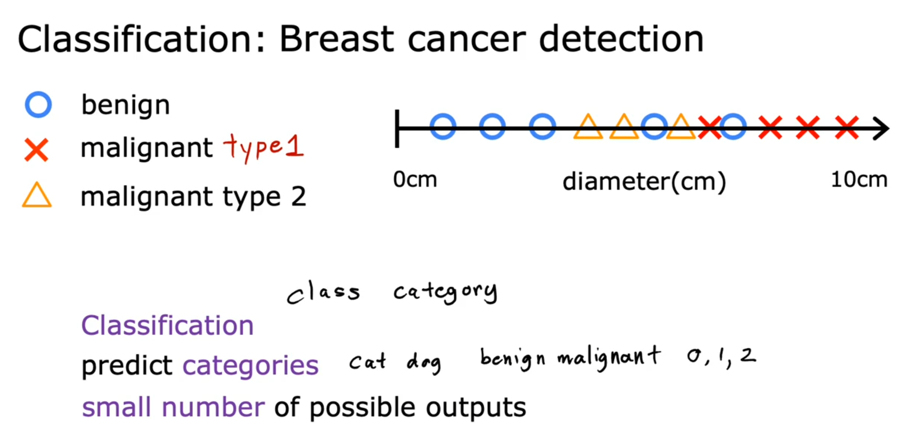 Classification: Breast cancer detection
benign
malignant type1
malignant type 2
0cm diameter(cm) 10cm
class category
Classification
predict categories cat dog benign malignant 0, 1, 2
small number of possible outputs